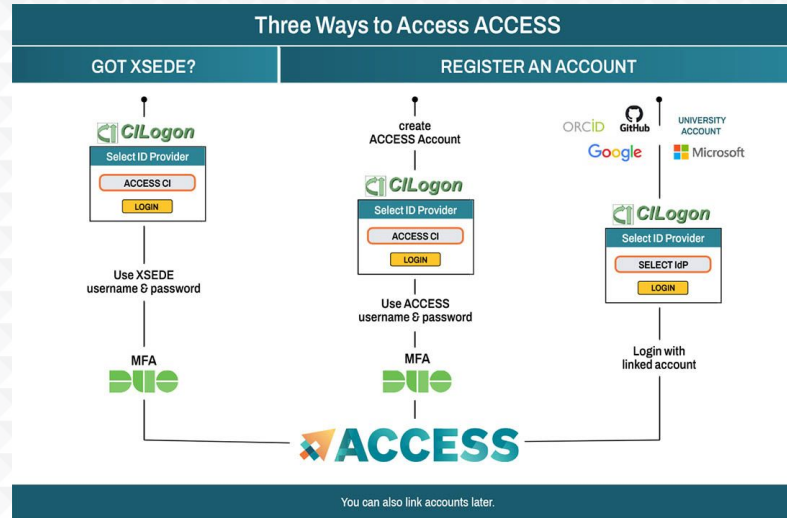 Three Ways to Access ACCESS
GOT XSEDE?
REGISTER AN ACCOUNT
CILogon
Select ID Provider
ACCESS CI
LOGIN
Use XSEDE
username & password
MFA
DUO
create
ACCESS Account
CILogon
Select ID Provider
ACCESS CI
LOGIN
Use ACCESS
username & password
MFA
DUO
ORCiD
GitHub
UNIVERSITY
ACCOUNT
Google
Microsoft
CILogon
Select ID Provider
SELECT IdP
LOGIN
Login with
linked account
ACCESS
You can also link accounts later.